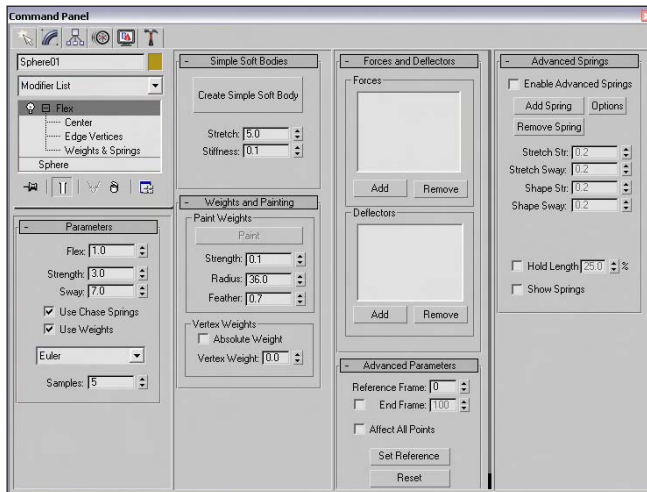 Command Panel
Sphere01
Modifier List
Flex
Center
Edge Vertices
Weights & Springs
Sphere
- Parameters
Flex: 1.0
Strength: 3.0
Sway: 7.0
Use Chase Springs
Use Weights
Euler
Samples: 5
- Simple Soft Bodies
Create Simple Soft Body
Stretch: 5.0
Stiffness: 0.1
- Weights and Painting
Paint Weights
Paint
Strength: 0.1
Radius: 36.0
Feather: 0.7
Vertex Weights
Absolute Weight
Vertex Weight: 0.0
- Forces and Deflectors
Forces
Add Remove
Deflectors
Add Remove
- Advanced Parameters
Reference Frame: 0
End Frame: 100
Affect All Points
Set Reference
Reset
- Advanced Springs
Enable Advanced Springs
Add Spring Options
Remove Spring
Stretch Str: 0.2
Stretch Sway: 0.2
Shape Str: 0.2
Shape Sway: 0.2
Hold Length 25.0 %
Show Springs